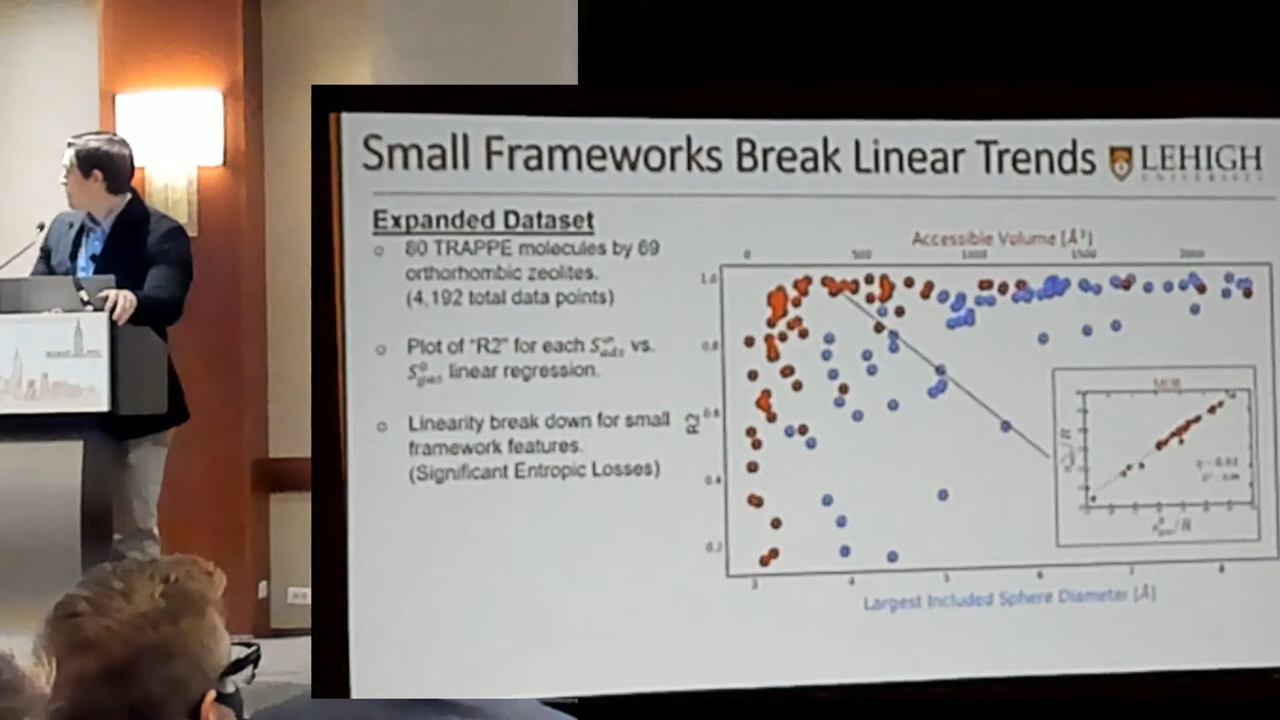 Small Frameworks Break Linear Trends
LEHIGH
UNIVERSITY
Expanded Dataset
80 TRAPPE molecules by 69
orthorhombic zeolites.
(4,192 total data points)
Plot of "R2" for each S vs.
S linear regression.
Linearity break down for small
framework features.
(Significant Entropic Losses)
Accessible Volume [Å³]
0 500 1000 1500 2000
R2
1.0
0.8
0.6
0.4
0.2
3 4 5 6 7 8
Largest Included Sphere Diameter [Å]
MOR